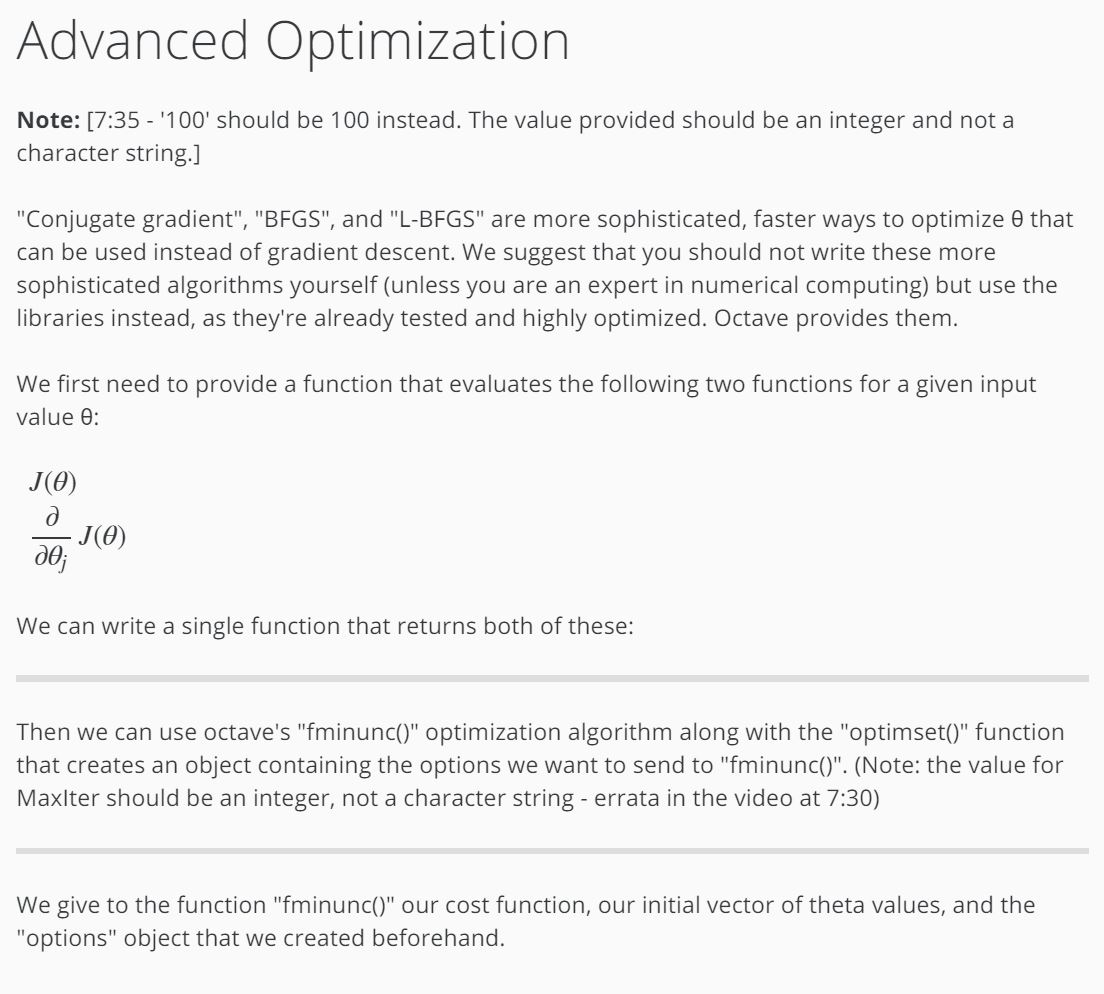 Advanced Optimization
Note: [7:35 - '100' should be 100 instead. The value provided should be an integer and not a
character string.]
"Conjugate gradient", "BFGS", and "L-BFGS" are more sophisticated, faster ways to optimize θ that
can be used instead of gradient descent. We suggest that you should not write these more
sophisticated algorithms yourself (unless you are an expert in numerical computing) but use the
libraries instead, as they're already tested and highly optimized. Octave provides them.
We first need to provide a function that evaluates the following two functions for a given input
value θ:
J(θ)
∂
J(θ)
∂θj
We can write a single function that returns both of these:
Then we can use octave's "fminunc()" optimization algorithm along with the "optimset()" function
that creates an object containing the options we want to send to "fminunc()". (Note: the value for
MaxIter should be an integer, not a character string - errata in the video at 7:30)
We give to the function "fminunc()" our cost function, our initial vector of theta values, and the
"options" object that we created beforehand.